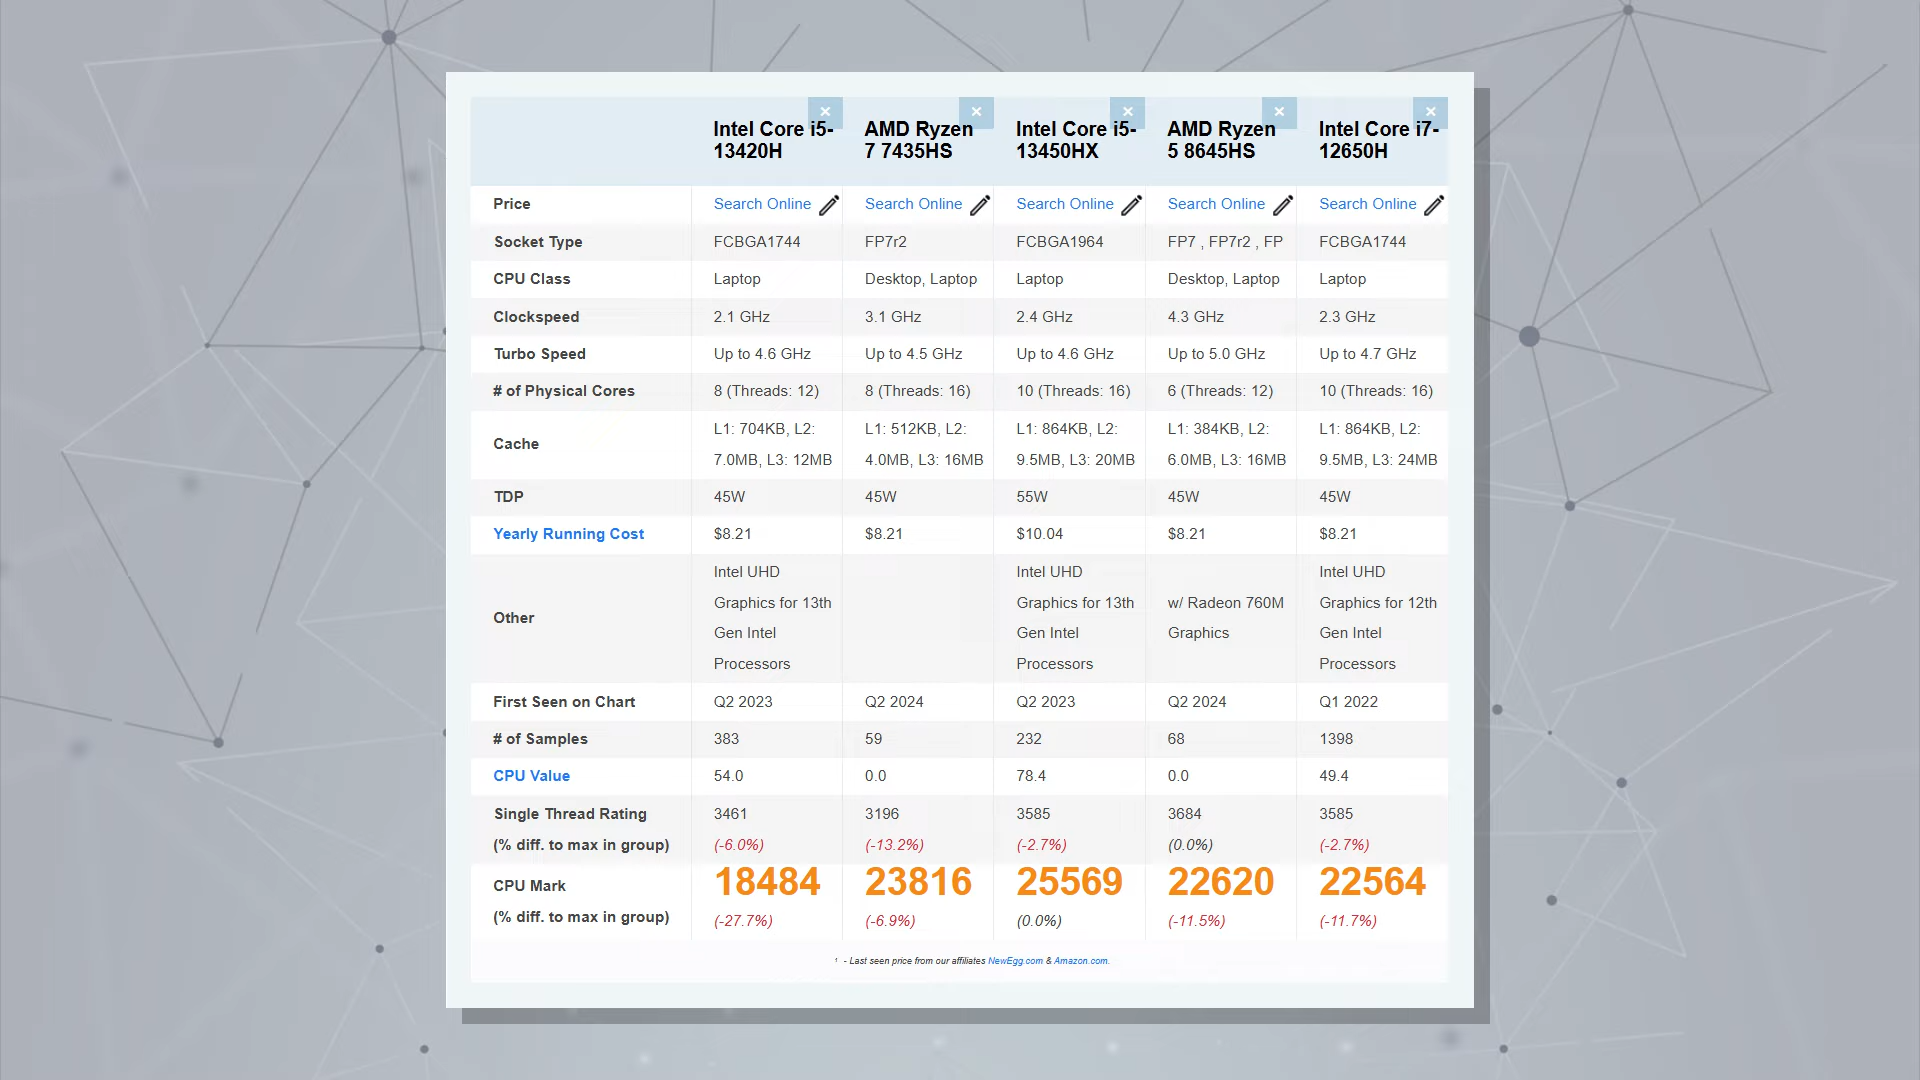 × × × × ×
Intel Core i5- AMD Ryzen Intel Core i5- AMD Ryzen Intel Core i7-
13420H 7 7435HS 13450HX 5 8645HS 12650H
Price Search Online Search Online Search Online Search Online Search Online
Socket Type FCBGA1744 FP7r2 FCBGA1964 FP7 , FP7r2 , FP FCBGA1744
CPU Class Laptop Desktop, Laptop Laptop Desktop, Laptop Laptop
Clockspeed 2.1 GHz 3.1 GHz 2.4 GHz 4.3 GHz 2.3 GHz
Turbo Speed Up to 4.6 GHz Up to 4.5 GHz Up to 4.6 GHz Up to 5.0 GHz Up to 4.7 GHz
# of Physical Cores 8 (Threads: 12) 8 (Threads: 16) 10 (Threads: 16) 6 (Threads: 12) 10 (Threads: 16)
L1: 704KB, L2: L1: 512KB, L2: L1: 864KB, L2: L1: 384KB, L2: L1: 864KB, L2:
Cache
7.0MB, L3: 12MB 4.0MB, L3: 16MB 9.5MB, L3: 20MB 6.0MB, L3: 16MB 9.5MB, L3: 24MB
TDP 45W 45W 55W 45W 45W
Yearly Running Cost $8.21 $8.21 $10.04 $8.21 $8.21
Intel UHD Intel UHD Intel UHD
Graphics for 13th Graphics for 13th w/ Radeon 760M Graphics for 12th
Other
Gen Intel Gen Intel Graphics Gen Intel
Processors Processors Processors
First Seen on Chart Q2 2023 Q2 2024 Q2 2023 Q2 2024 Q1 2022
# of Samples 383 59 232 68 1398
CPU Value 54.0 0.0 78.4 0.0 49.4
Single Thread Rating 3461 3196 3585 3684 3585
(% diff. to max in group) (-6.0%) (-13.2%) (-2.7%) (0.0%) (-2.7%)
CPU Mark 18484 23816 25569 22620 22564
(% diff. to max in group) (-27.7%) (-6.9%) (0.0%) (-11.5%) (-11.7%)
¹ - Last seen price from our affiliates NewEgg.com & Amazon.com.